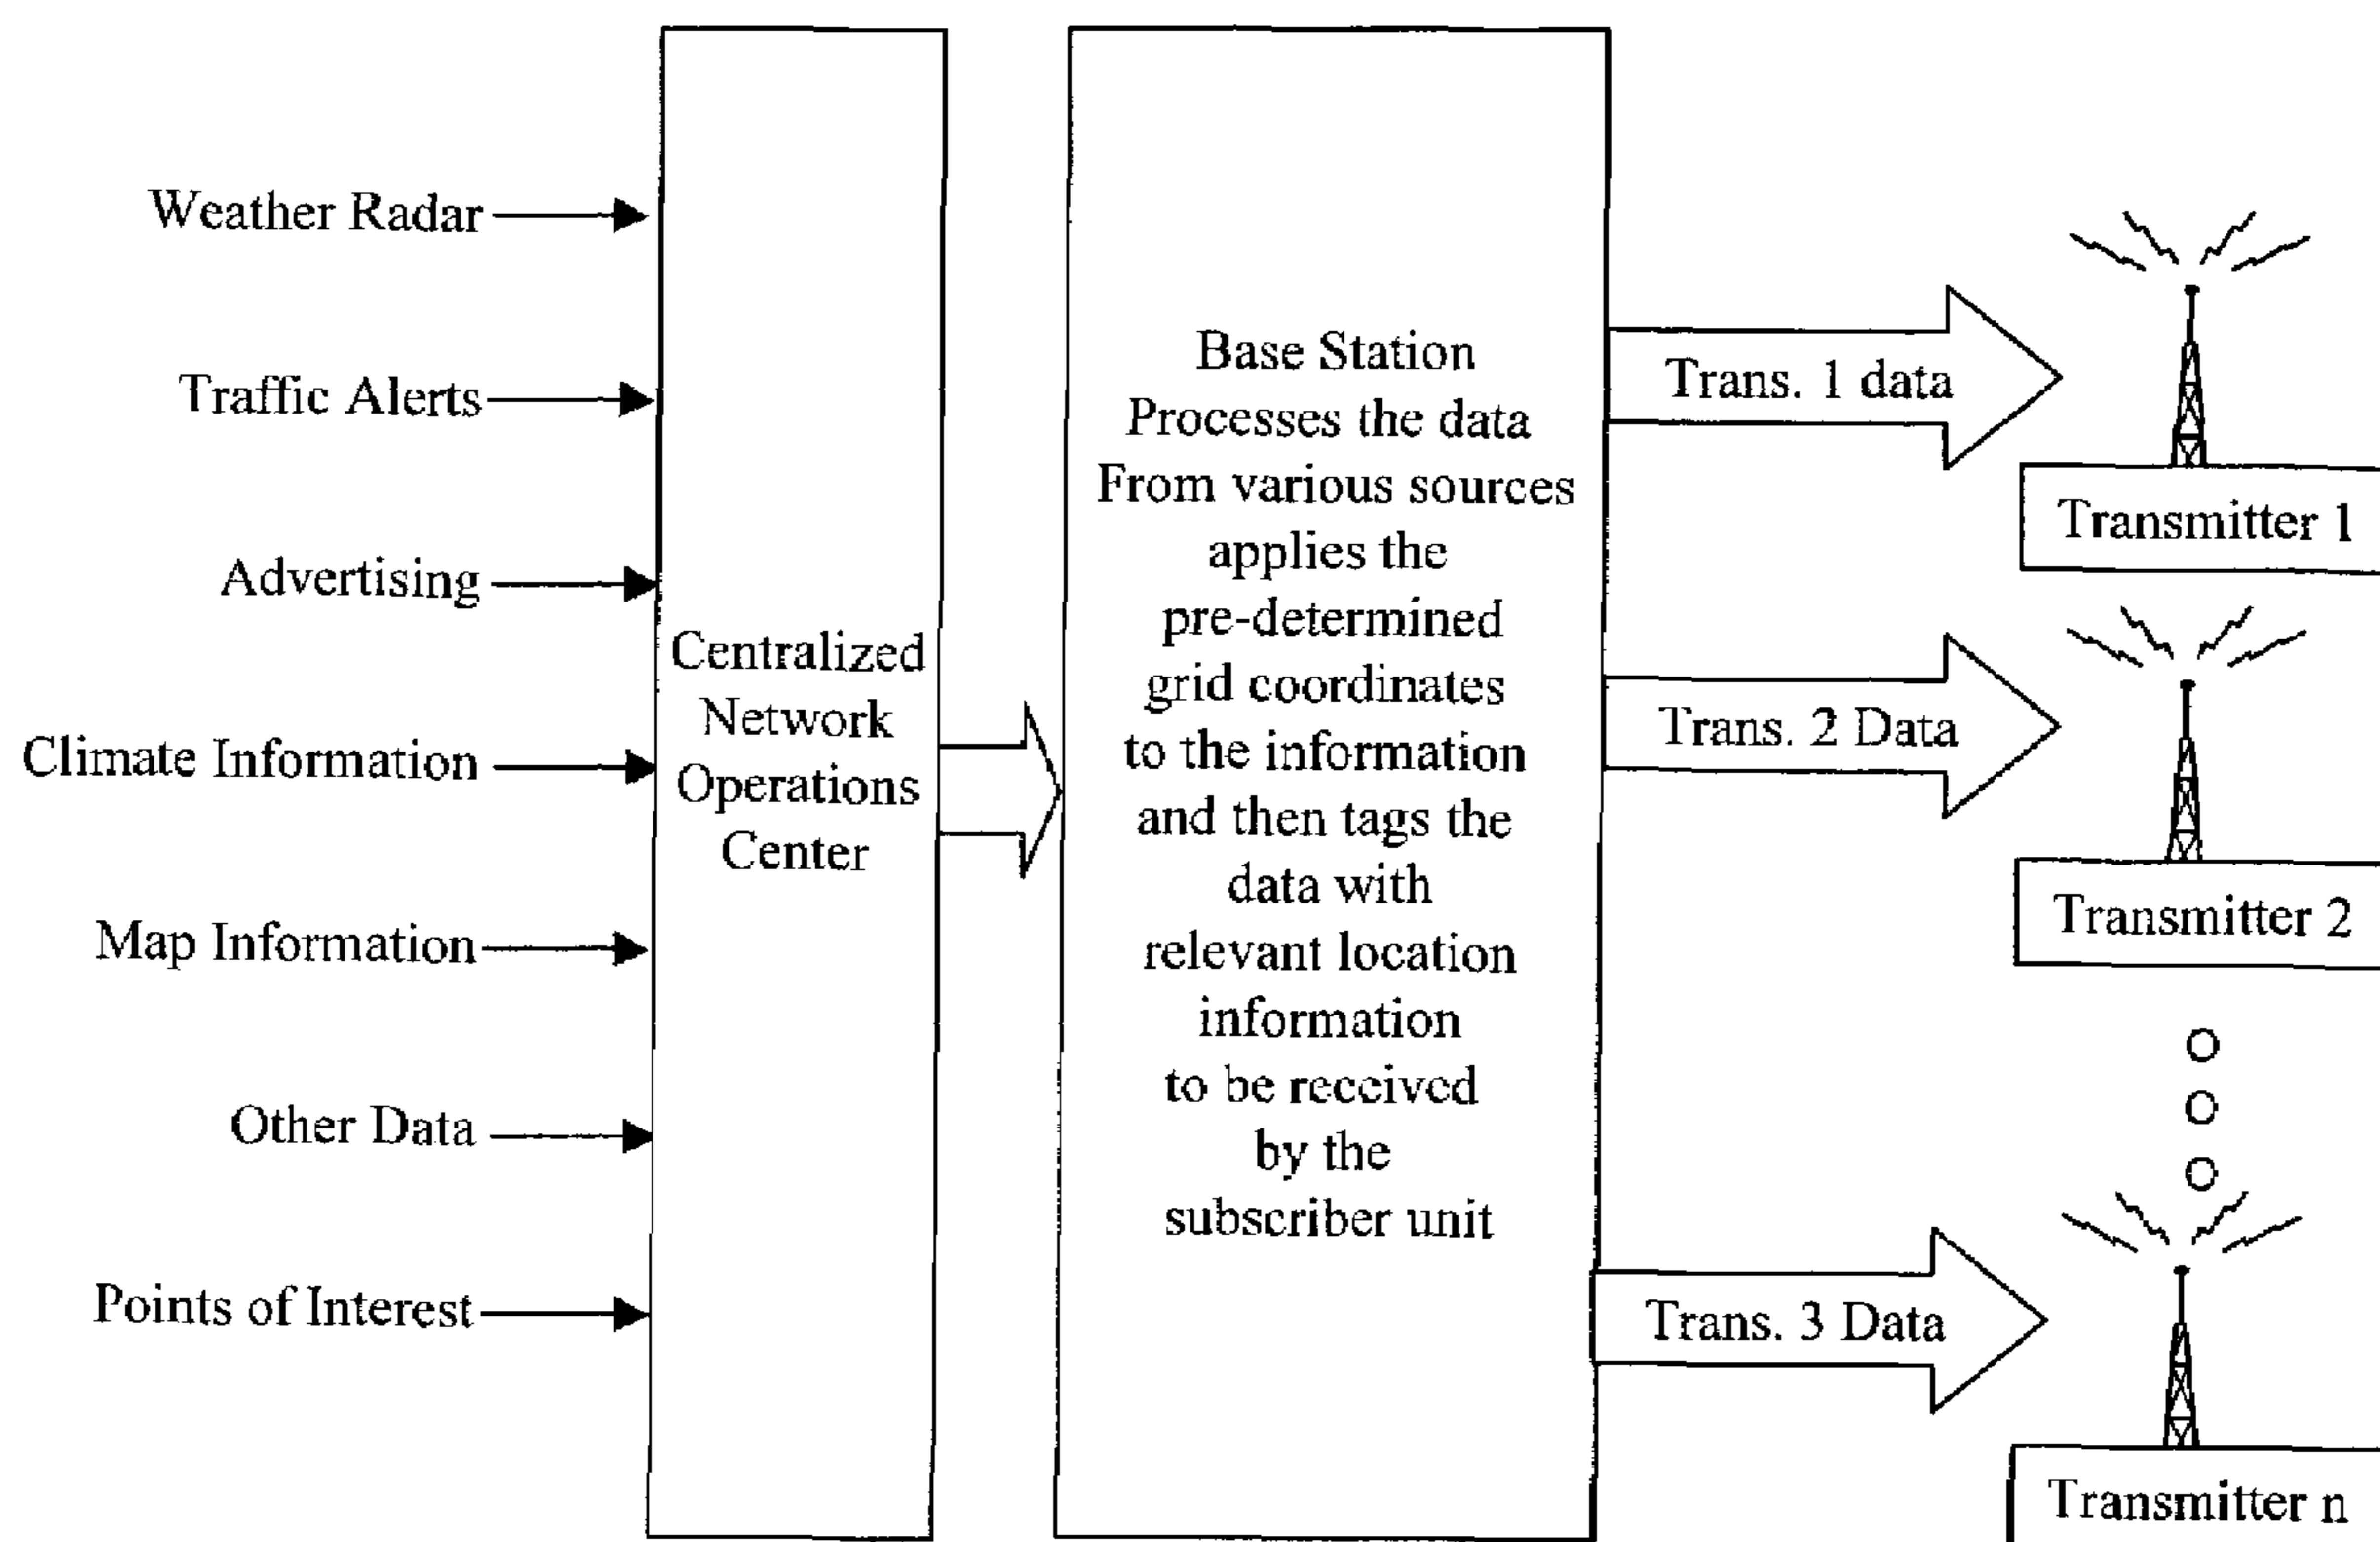 Weather Radar
Traffic Alerts
Advertising
Climate Information
Map Information
Other Data
Points of Interest
Centralized
Network
Operations
Center
Base Station
Processes the data
From various sources
applies the
pre-determined
grid coordinates
to the information
and then tags the
data with
relevant location
information
to be received
by the
subscriber unit
Trans. 1 data
Transmitter 1
Trans. 2 Data
Transmitter 2
Trans. 3 Data
Transmitter n